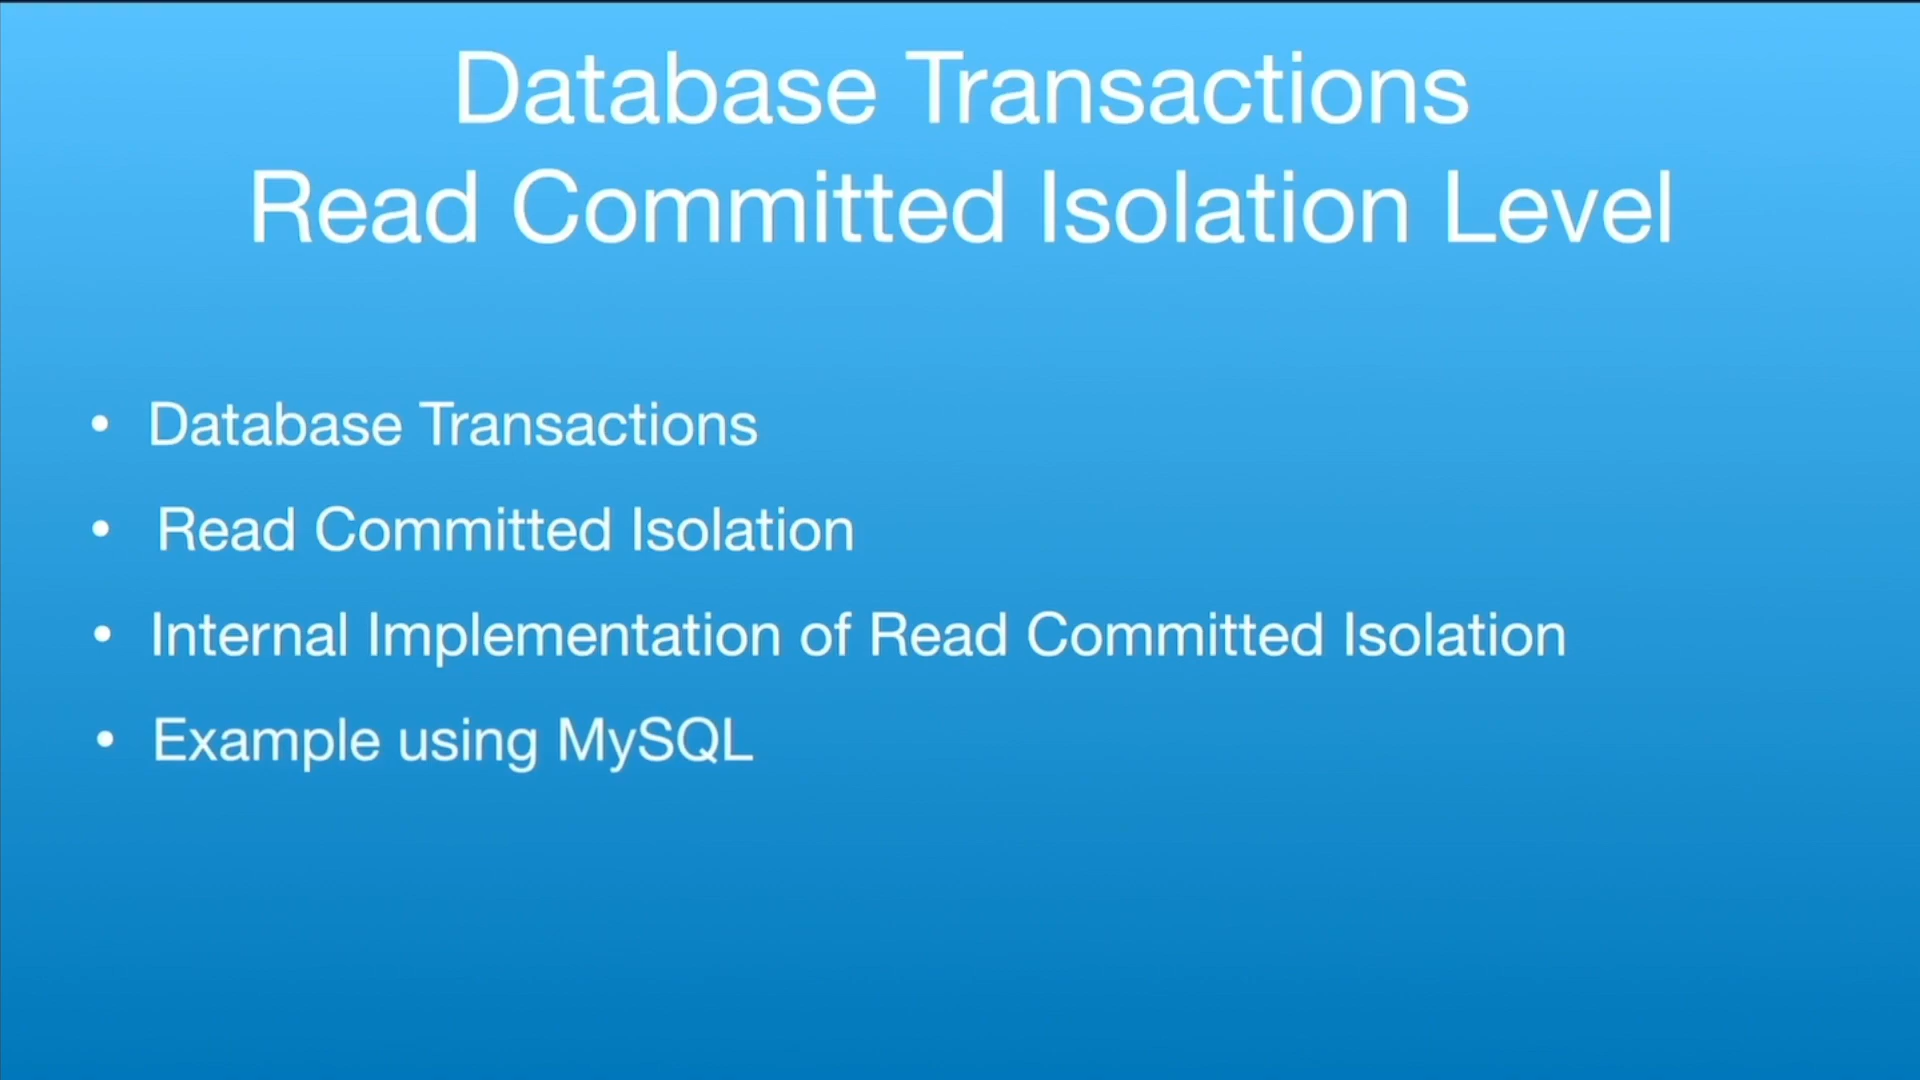 Database Transactions
Read Committed Isolation Level
• Database Transactions
• Read Committed Isolation
• Internal Implementation of Read Committed Isolation
• Example using MySQL